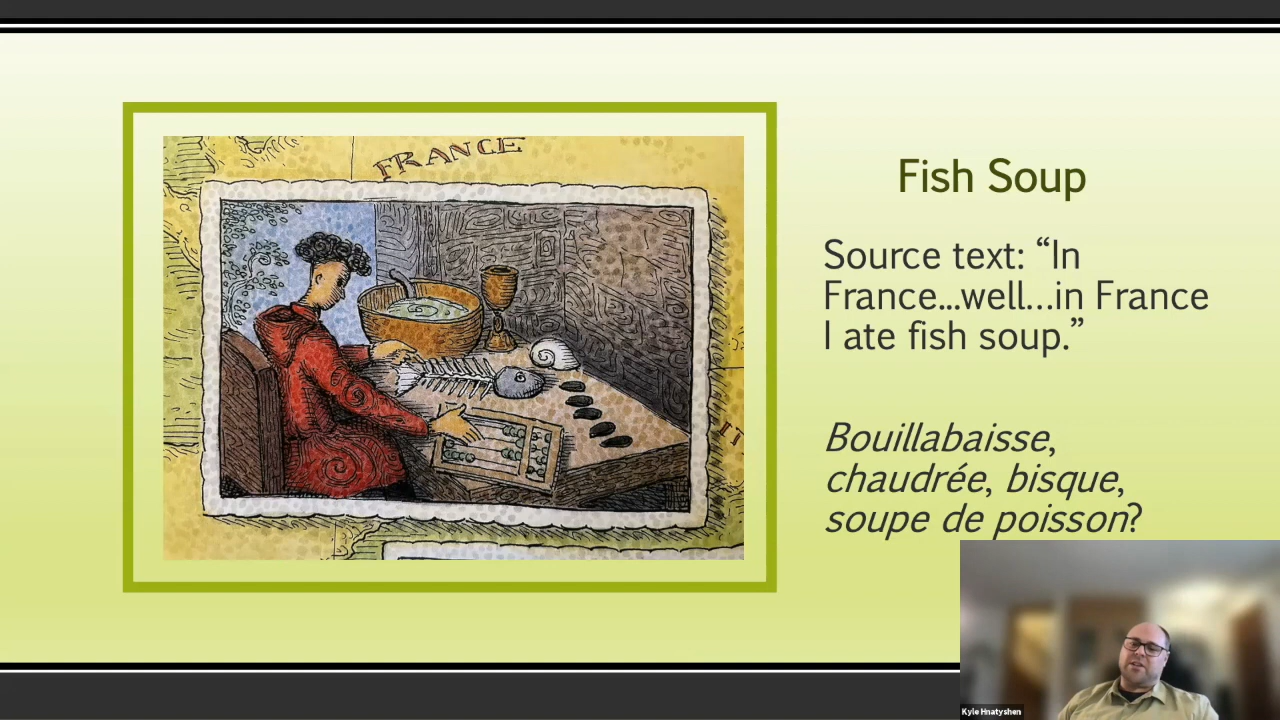 FRANCE
IT
Fish Soup
Source text: “In
France...well...in France
I ate fish soup.”
Bouillabaisse,
chaudrée, bisque,
soupe de poisson?
Kyle Hnatyshen